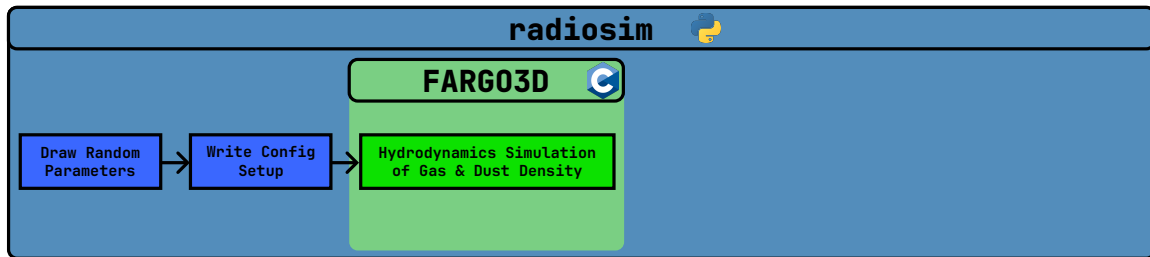 radiosim
FARGO3D
C
Draw Random
Parameters
Write Config
Setup
Hydrodynamics Simulation
of Gas & Dust Density